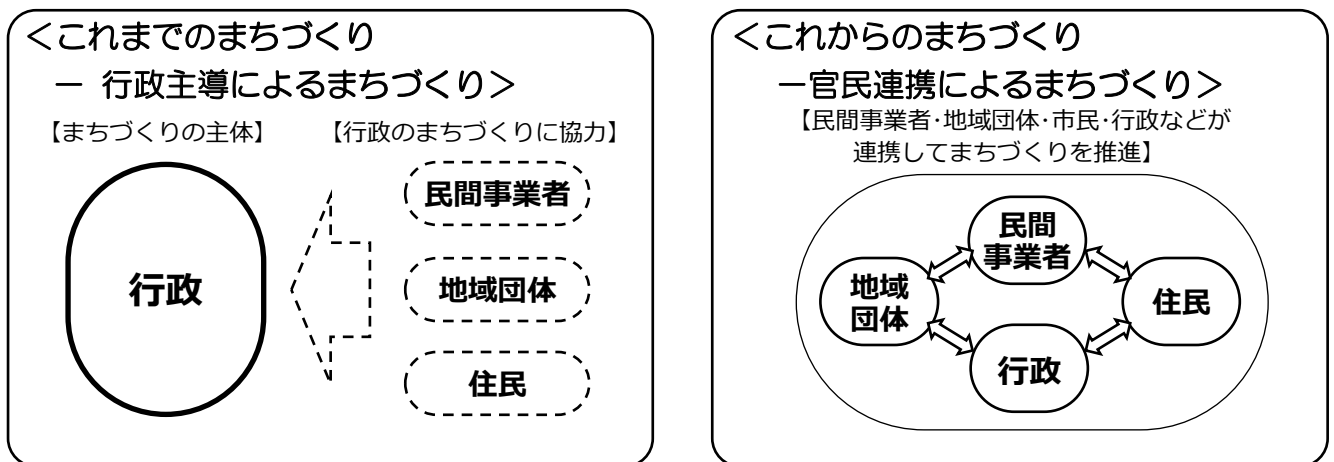 ＜これまでのまちづくり
－ 行政主導によるまちづくり＞
【まちづくりの主体】
【行政のまちづくりに協力】
行政
民間事業者
地域団体
住民
＜これからのまちづくり
－官民連携によるまちづくり＞
【民間事業者・地域団体・市民・行政などが
連携してまちづくりを推進】
民間
事業者
地域
団体
住民
行政